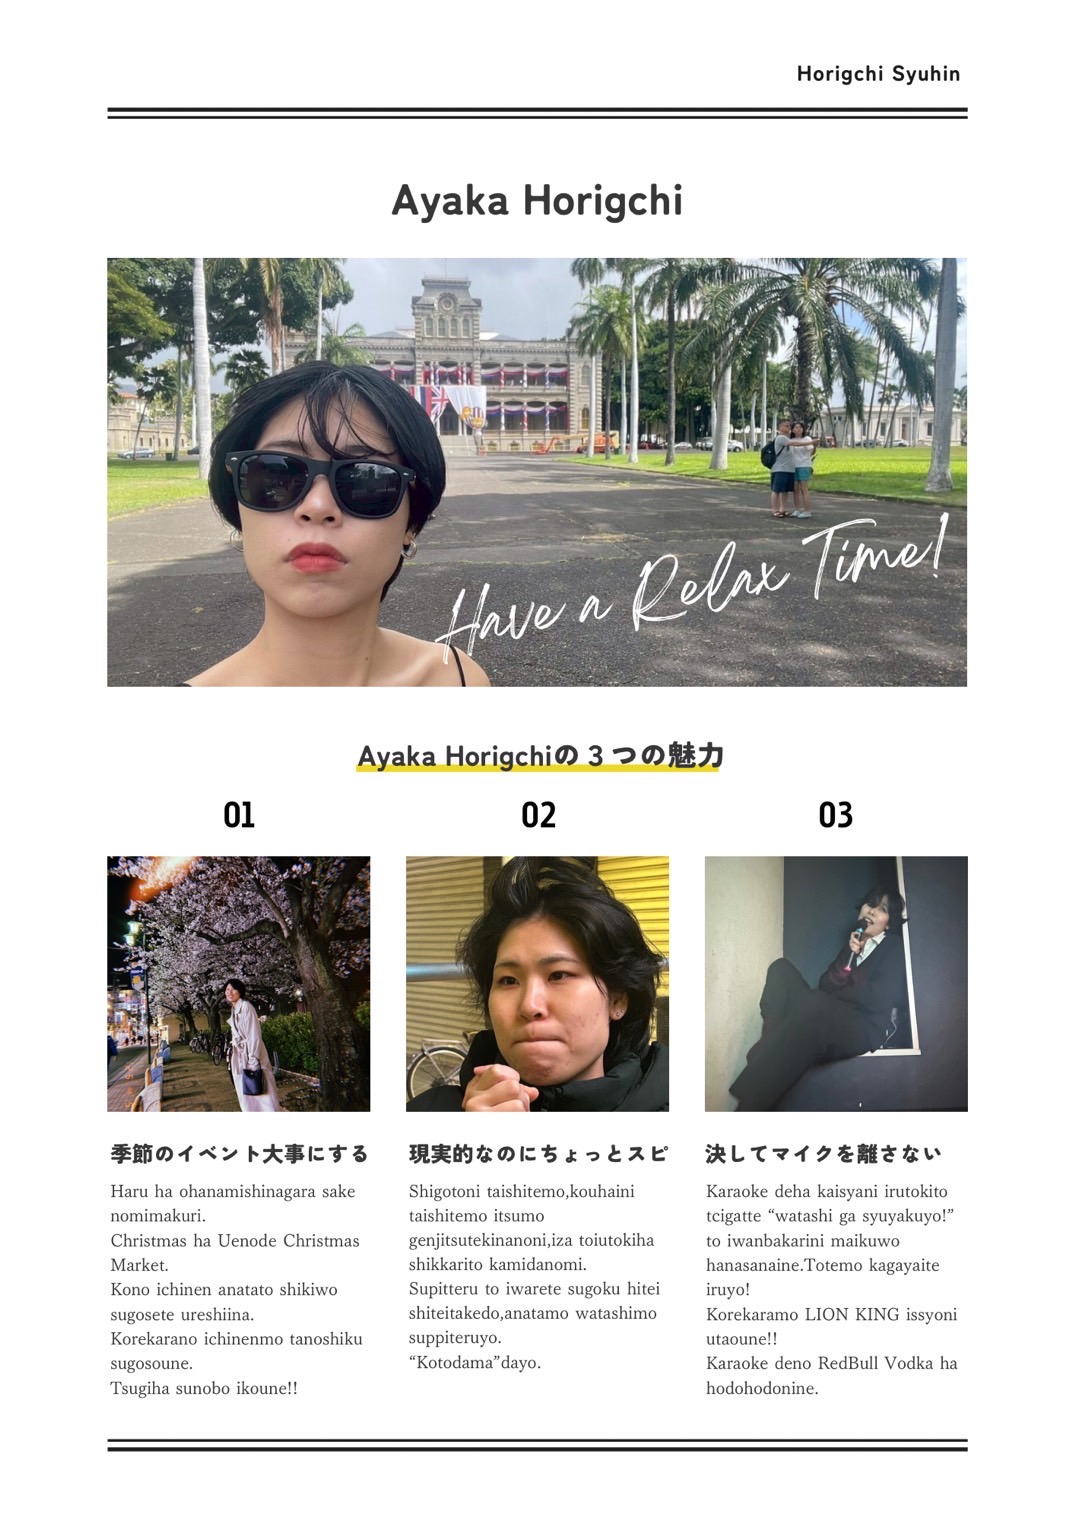 Horigchi Syuhin
Ayaka Horigchi
Have a Relax Time!
Ayaka Horigchiの３つの魅力
01
02
03
季節のイベント大事にする
Haru ha ohanamishinagara sake
nomimakuri.
Christmas ha Uenode Christmas
Market.
Kono ichinen anatato shikiwo
sugosete ureshiina.
Korekarano ichinenmo tanoshiku
sugosoune.
Tsugiha sunobo ikoune!!
現実的なのにちょっとスピ
Shigotoni taishitemo,kouhaini
taishitemo itsumo
genjitsutekinanoni,iza toiutokiha
shikkarito kamidanomi.
Supitteru to iwarete sugoku hitei
shiteitakedo,anatamo watashimo
suppiteruyo.
“Kotodama”dayo.
決してマイクを離さない
Karaoke deha kaisyani irutokito
tcigatte “watashi ga syuyakuyo!”
to iwanbakarini maikuwo
hanasanaine.Totemo kagayaite
iruyo!
Korekaramo LION KING issyoni
utaoune!!
Karaoke deno RedBull Vodka ha
hodohodonine.